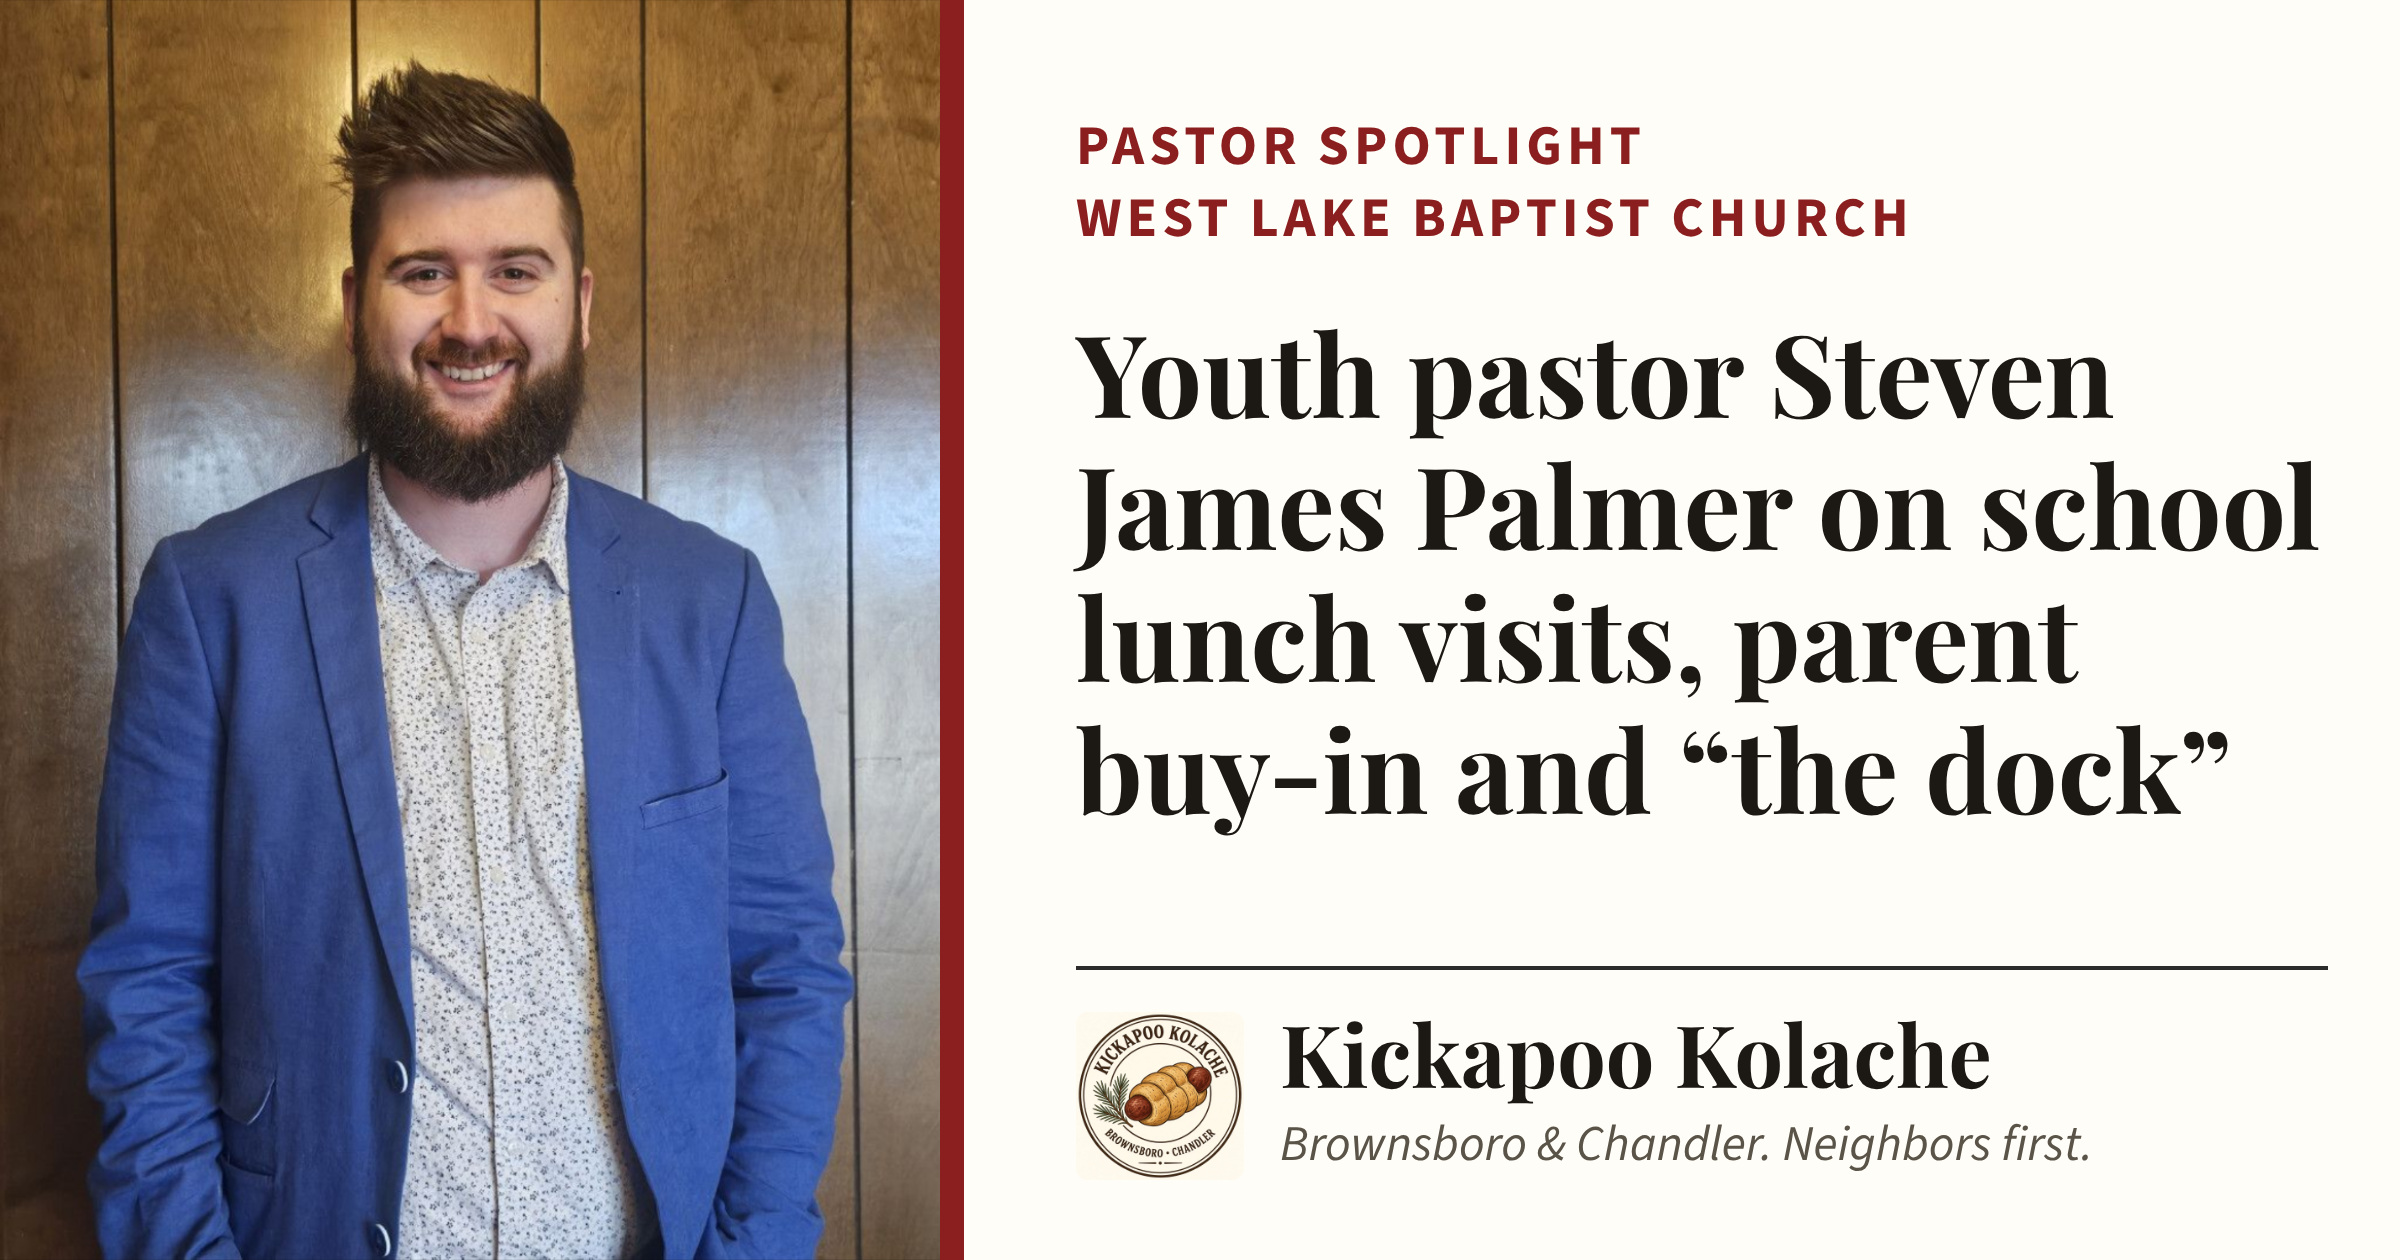 PASTOR SPOTLIGHT
WEST LAKE BAPTIST CHURCH
Youth pastor Steven
James Palmer on school
lunch visits, parent
buy-in and “the dock”
KICKAPOO KOLACHE
BROWNSBORO • CHANDLER
Kickapoo Kolache
Brownsboro & Chandler. Neighbors first.